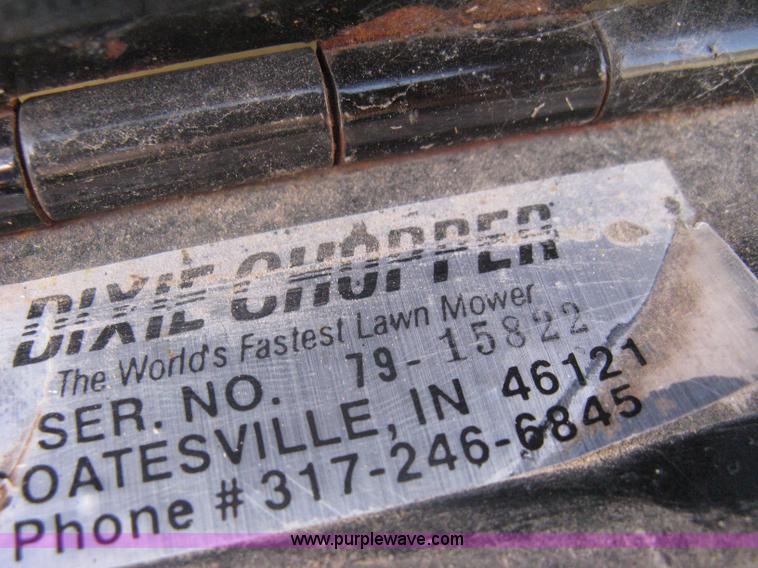 DIXIE CHOPPER
The World's Fastest Lawn Mower
SER. NO. 79-15822
COATESVILLE, IN 46121
Phone # 317-246-6845
www.purplewave.com